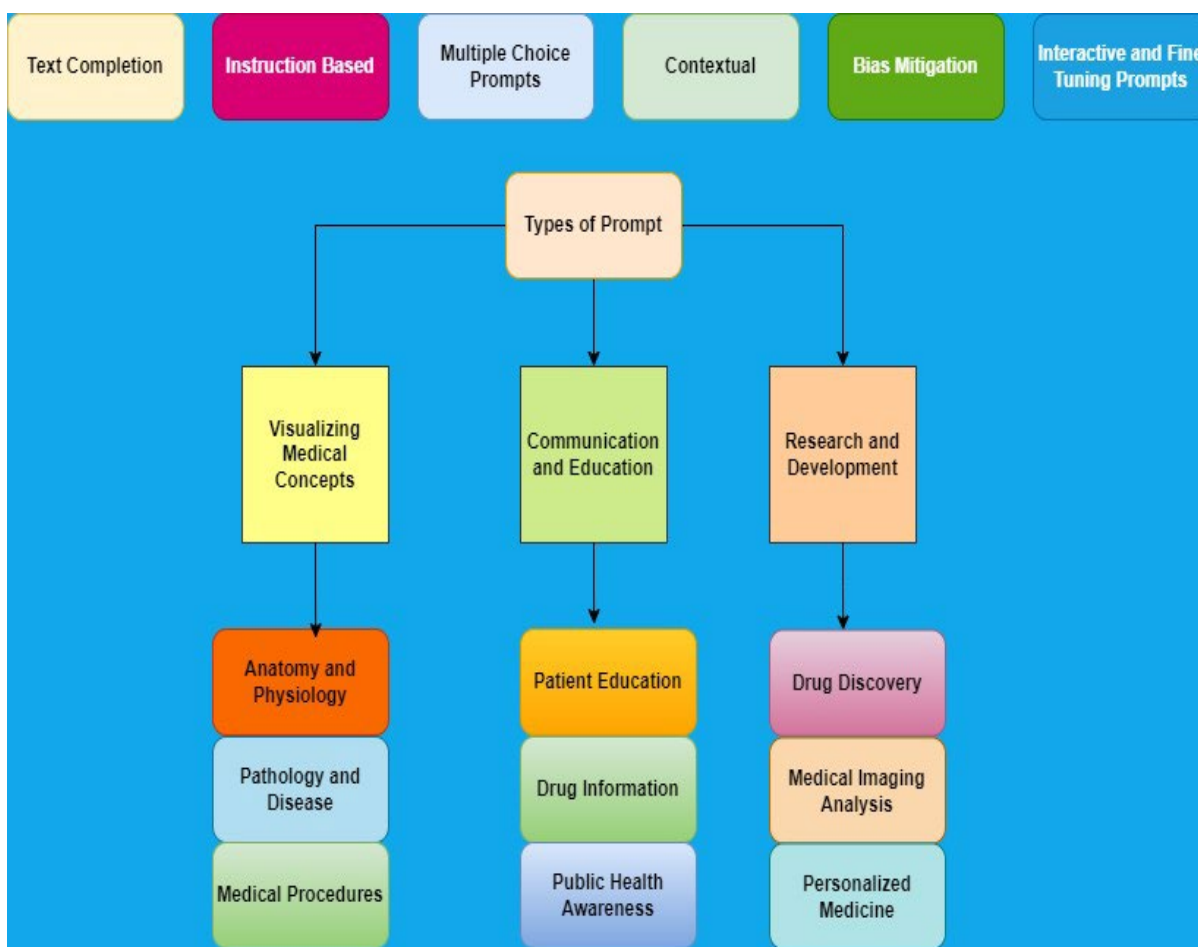 Text Completion
Instruction Based
Multiple Choice
Prompts
Contextual
Bias Mitigation
Interactive and Fine
Tuning Prompts
Types of Prompt
Visualizing
Medical
Concepts
Communication
and Education
Research and
Development
Anatomy and
Physiology
Patient Education
Drug Discovery
Pathology and
Disease
Drug Information
Medical Imaging
Analysis
Medical Procedures
Public Health
Awareness
Personalized
Medicine